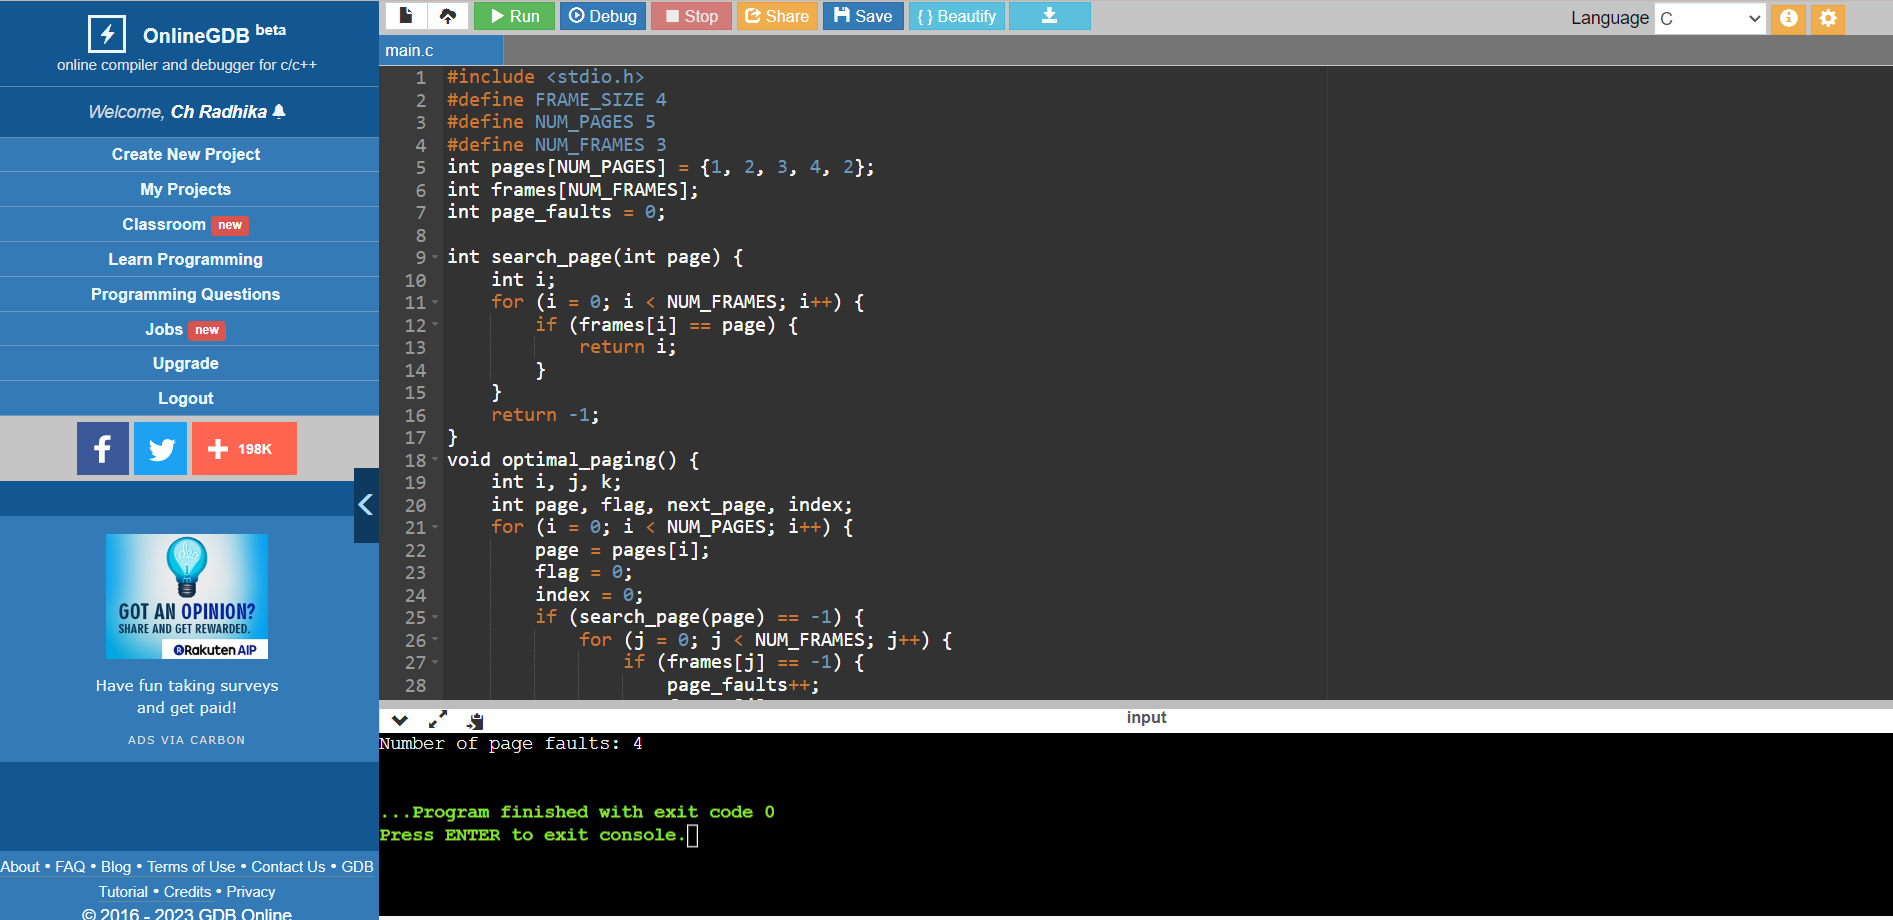 OnlineGDB beta
online compiler and debugger for c/c++
Welcome, Ch Radhika
Create New Project
My Projects
Classroom new
Learn Programming
Programming Questions
Jobs new
Upgrade
Logout
198K
GOT AN OPINION?
SHARE AND GET REWARDED.
Rakuten AIP
Have fun taking surveys
and get paid!
ADS VIA CARBON
About • FAQ • Blog • Terms of Use • Contact Us • GDB
Tutorial • Credits • Privacy
© 2016 - 2023 GDB Online
Run Debug Stop Share Save {} Beautify
Language C
main.c
1 #include <stdio.h>
2 #define FRAME_SIZE 4
3 #define NUM_PAGES 5
4 #define NUM_FRAMES 3
5 int pages[NUM_PAGES] = {1, 2, 3, 4, 2};
6 int frames[NUM_FRAMES];
7 int page_faults = 0;
8
9 int search_page(int page) {
10 int i;
11 for (i = 0; i < NUM_FRAMES; i++) {
12 if (frames[i] == page) {
13 return i;
14 }
15 }
16 return -1;
17 }
18 void optimal_paging() {
19 int i, j, k;
20 int page, flag, next_page, index;
21 for (i = 0; i < NUM_PAGES; i++) {
22 page = pages[i];
23 flag = 0;
24 index = 0;
25 if (search_page(page) == -1) {
26 for (j = 0; j < NUM_FRAMES; j++) {
27 if (frames[j] == -1) {
28 page_faults++;
input
Number of page faults: 4
...Program finished with exit code 0
Press ENTER to exit console.